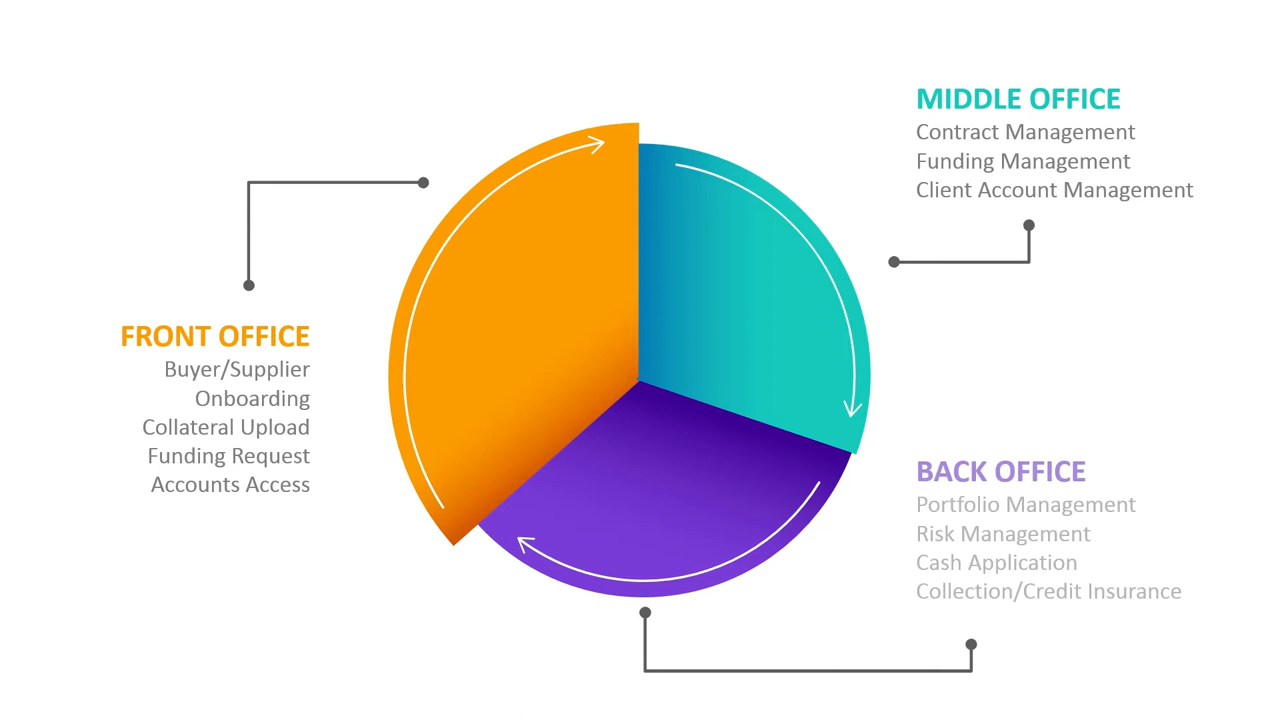 MIDDLE OFFICE
Contract Management
Funding Management
Client Account Management
FRONT OFFICE
Buyer/Supplier
Onboarding
Collateral Upload
Funding Request
Accounts Access
BACK OFFICE
Portfolio Management
Risk Management
Cash Application
Collection/Credit Insurance